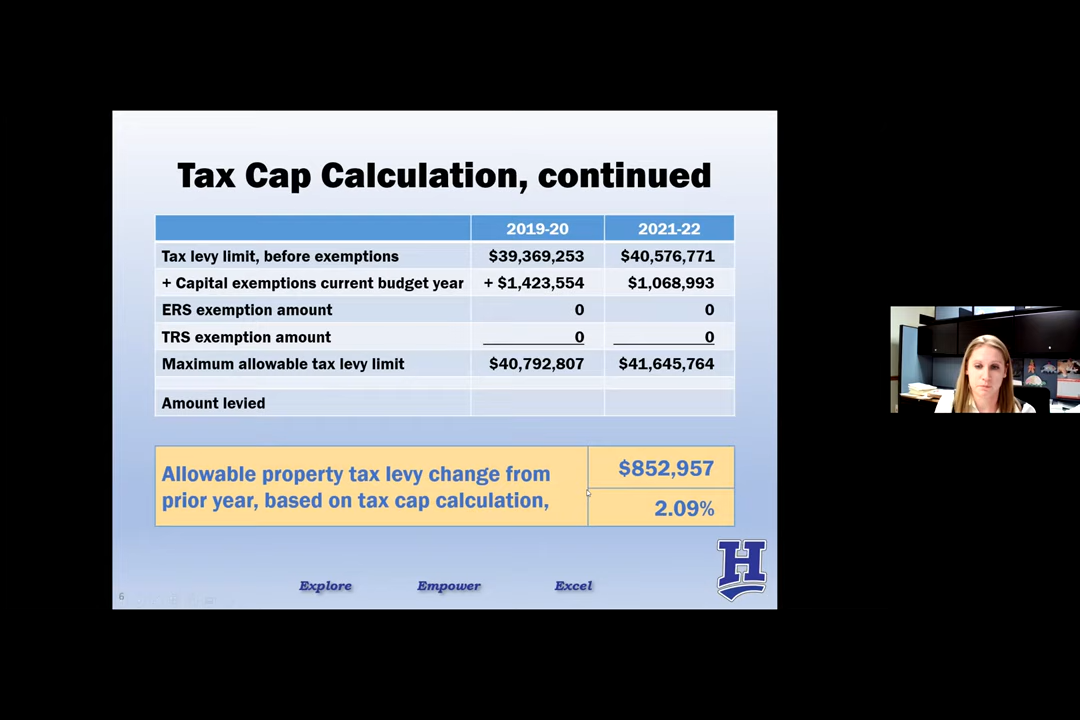 Tax Cap Calculation, continued
2019-20 2021-22
Tax levy limit, before exemptions $39,369,253 $40,576,771
+ Capital exemptions current budget year + $1,423,554 $1,068,993
ERS exemption amount 0 0
TRS exemption amount 0 0
Maximum allowable tax levy limit $40,792,807 $41,645,764
Amount levied
Allowable property tax levy change from
prior year, based on tax cap calculation,
$852,957
2.09%
H
Explore Empower Excel
6